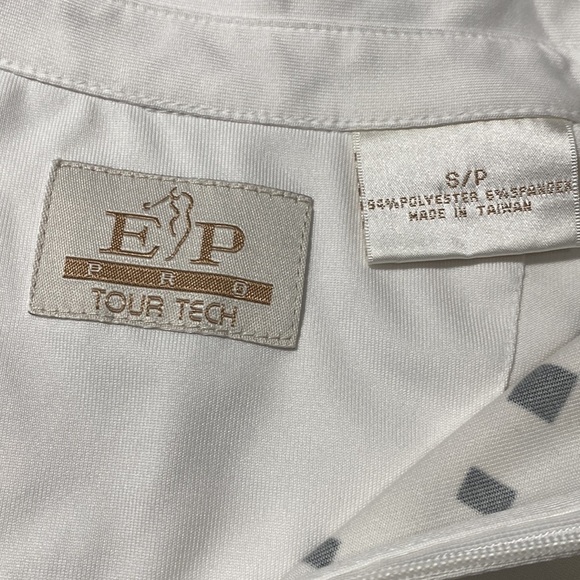 EP
PRO
TOUR TECH
S/P
94% POLYESTER 6% SPANDEX
MADE IN TAIWAN